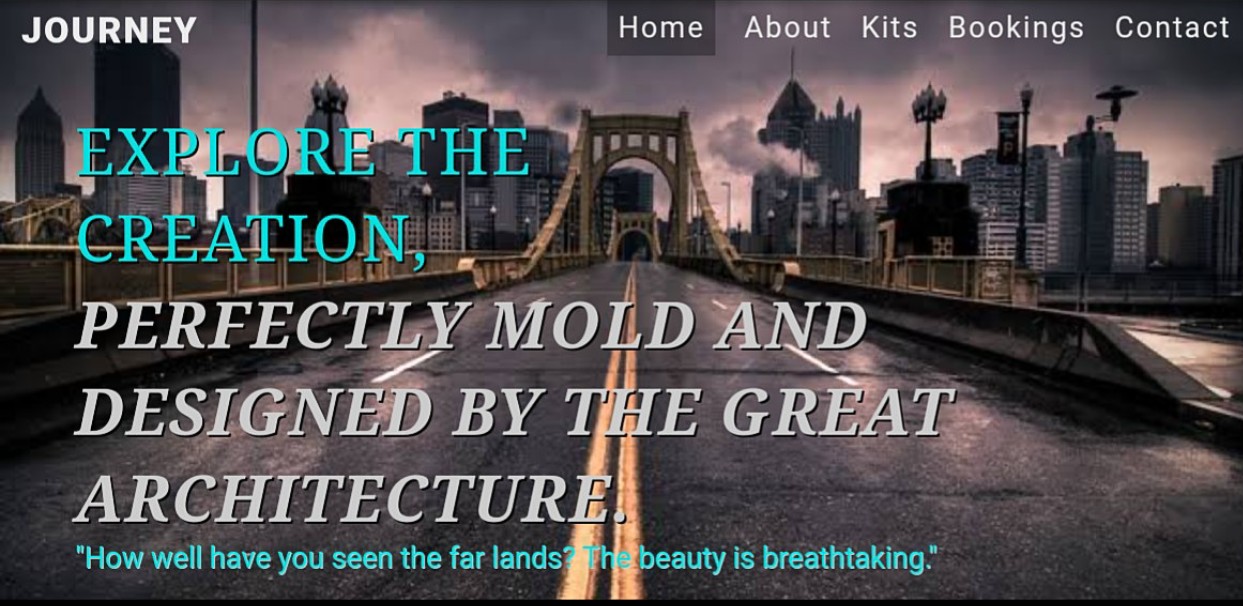 JOURNEY
Home About Kits Bookings Contact
EXPLORE THE
CREATION,
PERFECTLY MOLD AND
DESIGNED BY THE GREAT
ARCHITECTURE.
"How well have you seen the far lands? The beauty is breathtaking."